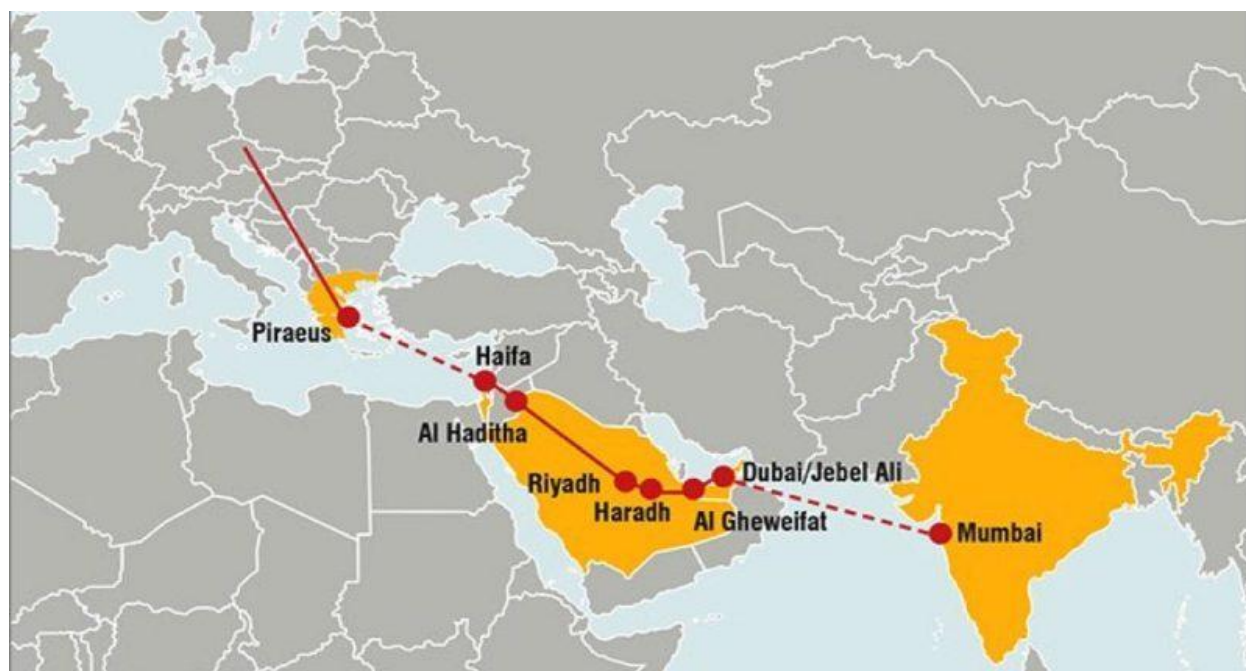 Piraeus
Haifa
Al Haditha
Riyadh
Haradh
Al Gheweifat
Dubai/Jebel Ali
Mumbai